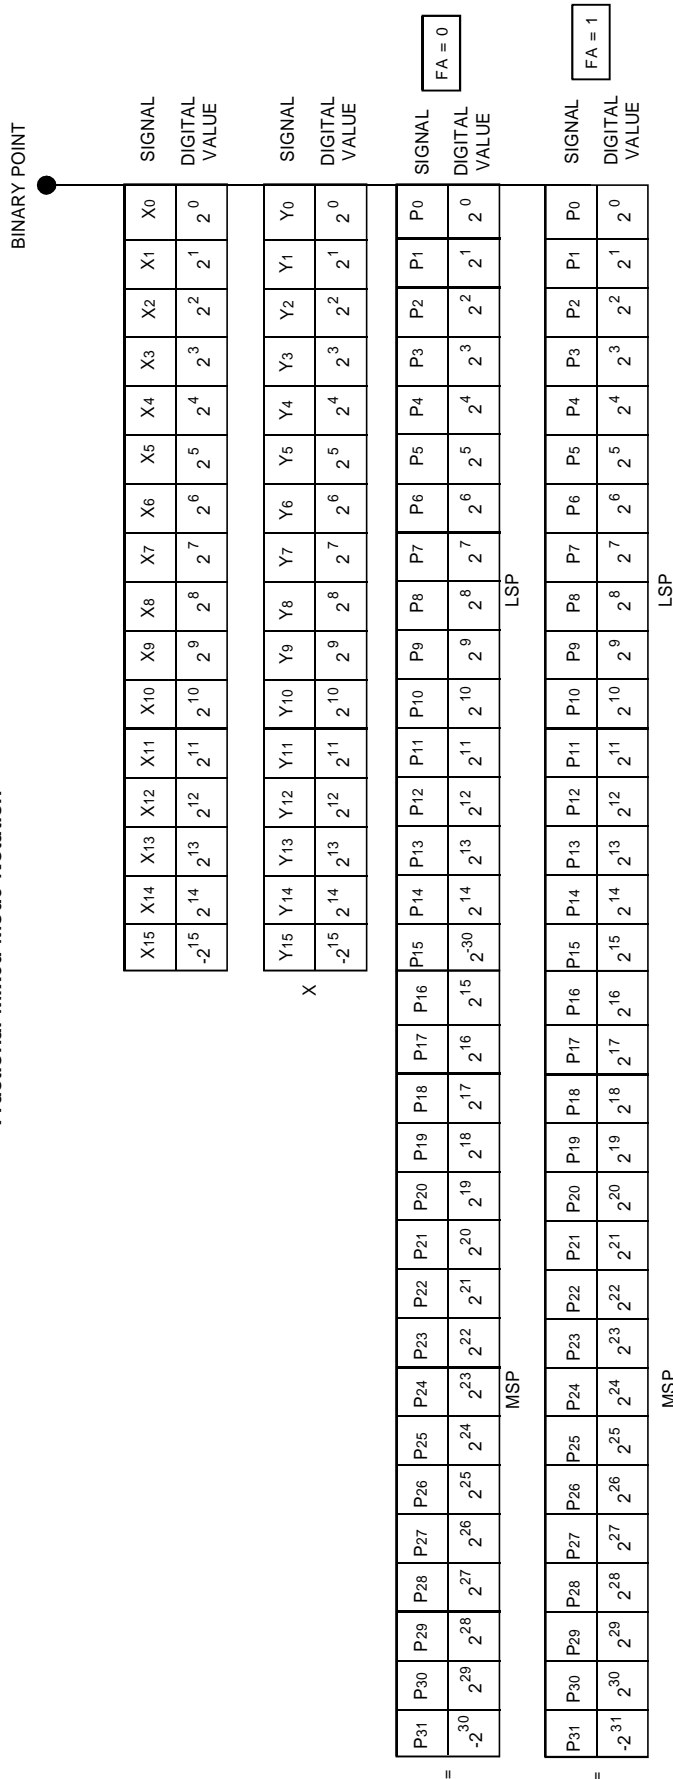 BINARY POINT
X15 X14 X13 X12 X11 X10 X9 X8 X7 X6 X5 X4 X3 X2 X1 X0 SIGNAL
-2^15 2^14 2^13 2^12 2^11 2^10 2^9 2^8 2^7 2^6 2^5 2^4 2^3 2^2 2^1 2^0 DIGITAL
VALUE
Y15 Y14 Y13 Y12 Y11 Y10 Y9 Y8 Y7 Y6 Y5 Y4 Y3 Y2 Y1 Y0 SIGNAL
X
-2^15 2^14 2^13 2^12 2^11 2^10 2^9 2^8 2^7 2^6 2^5 2^4 2^3 2^2 2^1 2^0 DIGITAL
VALUE
P31 P30 P29 P28 P27 P26 P25 P24 P23 P22 P21 P20 P19 P18 P17 P16 P15 P14 P13 P12 P11 P10 P9 P8 P7 P6 P5 P4 P3 P2 P1 P0 SIGNAL
FA = 0
=
-2^30 2^29 2^28 2^27 2^26 2^25 2^24 2^23 2^22 2^21 2^20 2^19 2^18 2^17 2^16 2^15 2^-30 2^14 2^13 2^12 2^11 2^10 2^9 2^8 2^7 2^6 2^5 2^4 2^3 2^2 2^1 2^0 DIGITAL
VALUE
MSP LSP
P31 P30 P29 P28 P27 P26 P25 P24 P23 P22 P21 P20 P19 P18 P17 P16 P15 P14 P13 P12 P11 P10 P9 P8 P7 P6 P5 P4 P3 P2 P1 P0 SIGNAL
FA = 1
=
-2^31 2^30 2^29 2^28 2^27 2^26 2^25 2^24 2^23 2^22 2^21 2^20 2^19 2^18 2^17 2^16 2^15 2^14 2^13 2^12 2^11 2^10 2^9 2^8 2^7 2^6 2^5 2^4 2^3 2^2 2^1 2^0 DIGITAL
VALUE
MSP LSP